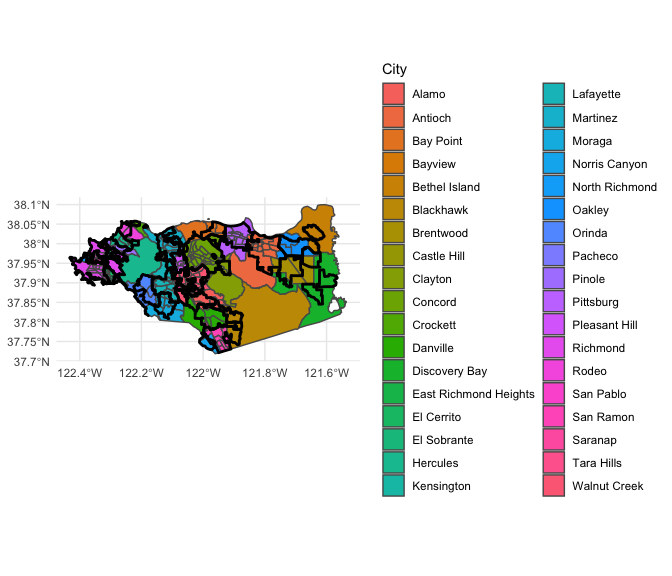 City
Alamo
Antioch
Bay Point
Bayview
Bethel Island
Blackhawk
Brentwood
Castle Hill
Clayton
Concord
Crockett
Danville
Discovery Bay
East Richmond Heights
El Cerrito
El Sobrante
Hercules
Kensington
Lafayette
Martinez
Moraga
Norris Canyon
North Richmond
Oakley
Orinda
Pacheco
Pinole
Pittsburg
Pleasant Hill
Richmond
Rodeo
San Pablo
San Ramon
Saranap
Tara Hills
Walnut Creek
38.1°N
38.05°N
38°N
37.95°N
37.9°N
37.85°N
37.8°N
37.75°N
37.7°N
122.4°W 122.2°W 122°W 121.8°W 121.6°W